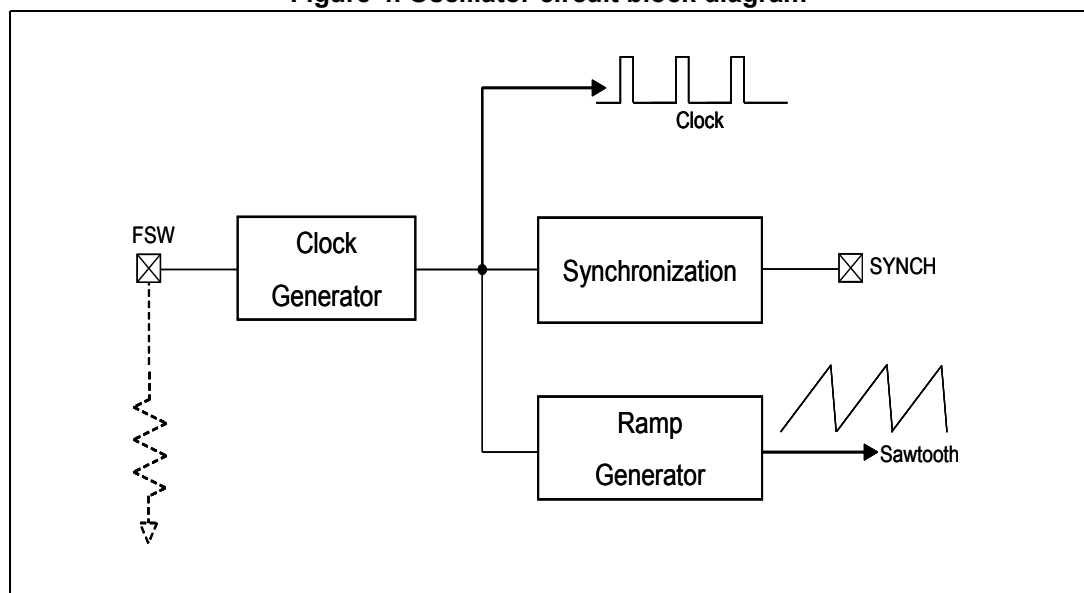 Figure 4. Oscillator circuit block diagram
Clock
FSW
Clock
Generator
Synchronization
SYNCH
Ramp
Generator
Sawtooth